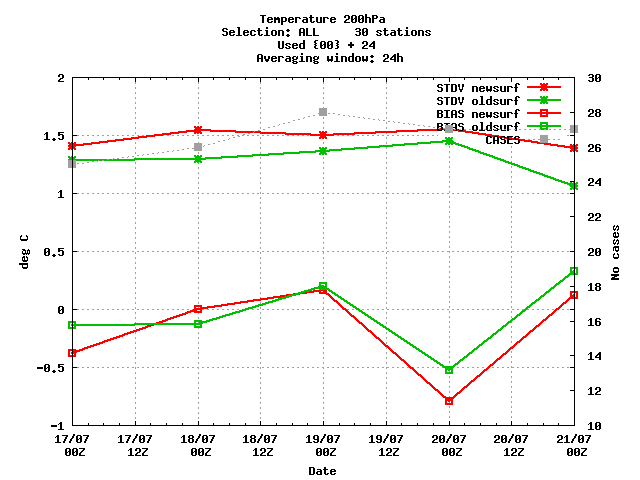 Temperature 200hPa
Selection: ALL 30 stations
Used {00} + 24
Averaging window: 24h
STDV newsurf
STDV oldsurf
BIAS newsurf
BIAS oldsurf
CASES
deg C
2
1.5
1
0.5
0
-0.5
-1
30
28
26
24
22
20
18
16
14
12
10
No cases
17/07 17/07 18/07 18/07 19/07 19/07 20/07 20/07 21/07
00Z 12Z 00Z 12Z 00Z 12Z 00Z 12Z 00Z
Date